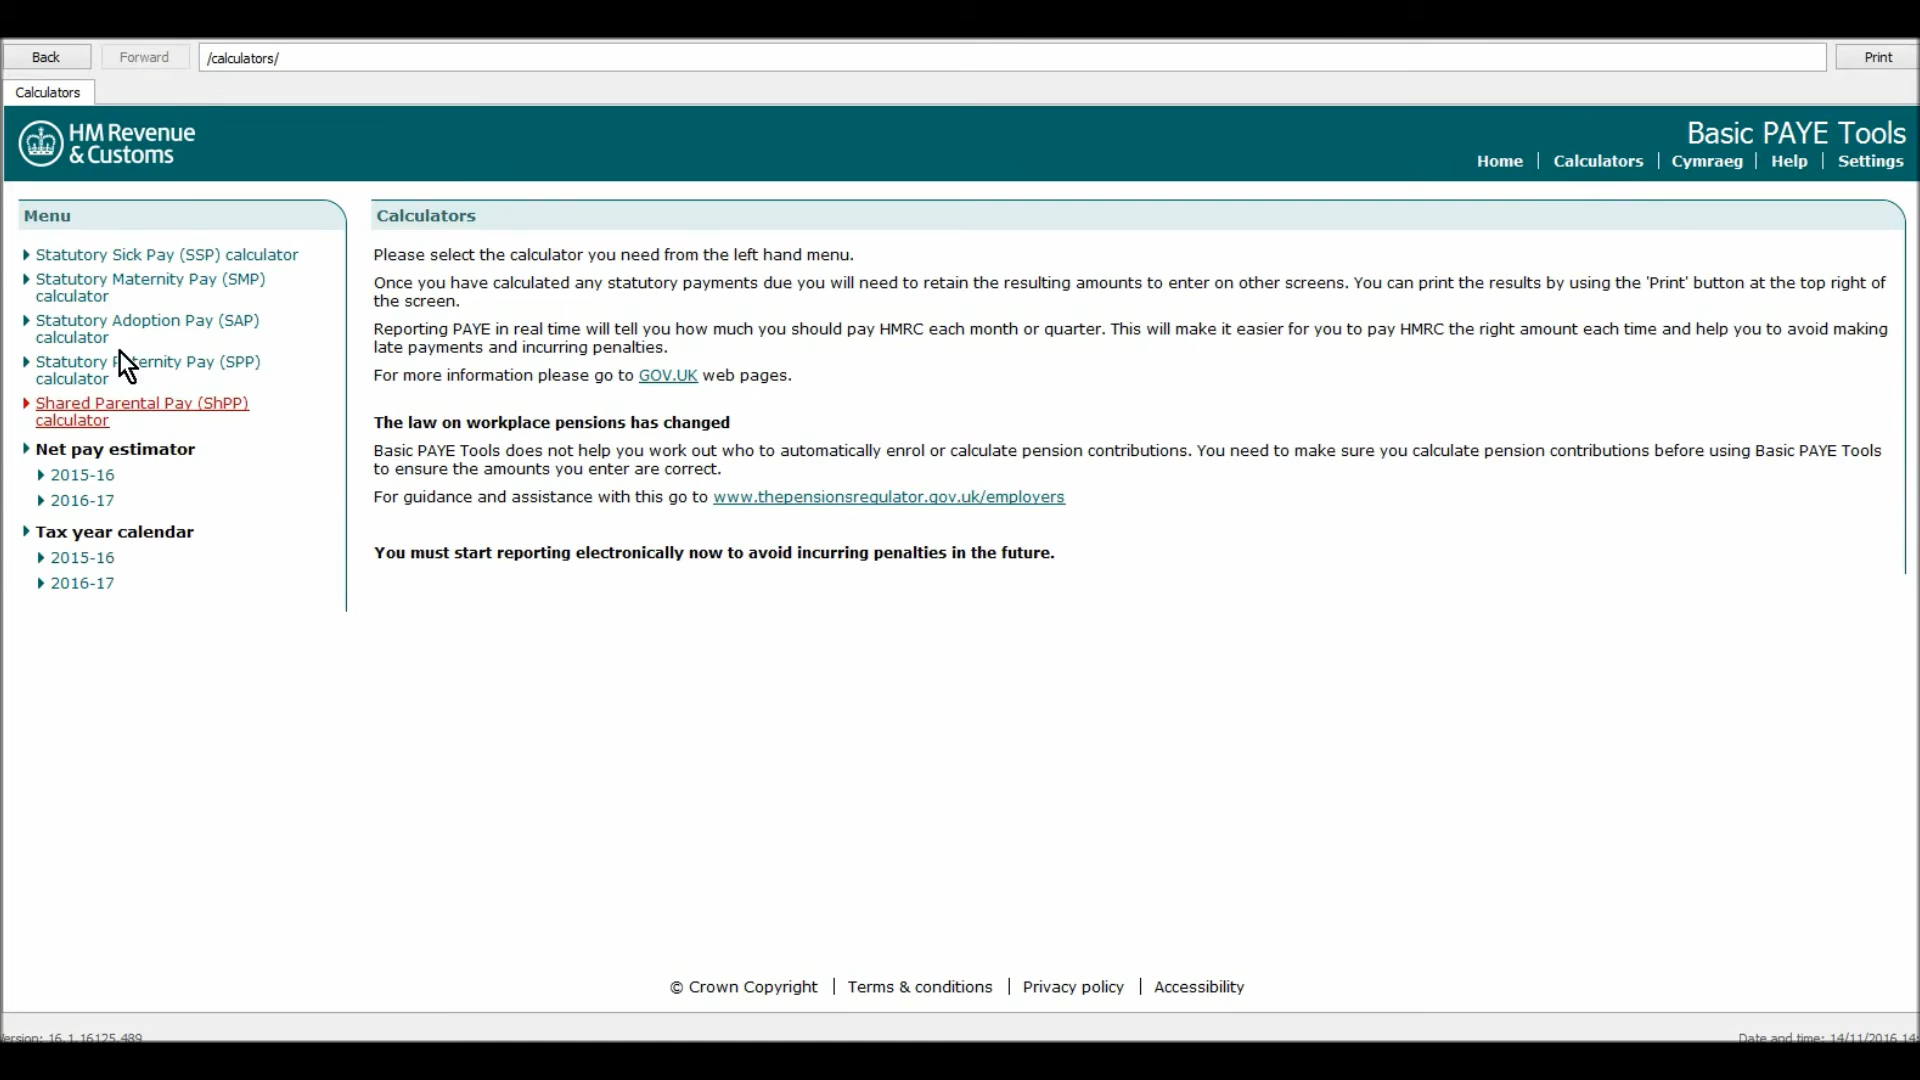 Back Forward /calculators/ Print
Calculators
HM Revenue
& Customs
Basic PAYE Tools
Home | Calculators | Cymraeg | Help | Settings
Menu
Statutory Sick Pay (SSP) calculator
Statutory Maternity Pay (SMP)
calculator
Statutory Adoption Pay (SAP)
calculator
Statutory Paternity Pay (SPP)
calculator
Shared Parental Pay (ShPP)
calculator
Net pay estimator
2015-16
2016-17
Tax year calendar
2015-16
2016-17
Calculators
Please select the calculator you need from the left hand menu.
Once you have calculated any statutory payments due you will need to retain the resulting amounts to enter on other screens. You can print the results by using the 'Print' button at the top right of
the screen.
Reporting PAYE in real time will tell you how much you should pay HMRC each month or quarter. This will make it easier for you to pay HMRC the right amount each time and help you to avoid making
late payments and incurring penalties.
For more information please go to GOV.UK web pages.
The law on workplace pensions has changed
Basic PAYE Tools does not help you work out who to automatically enrol or calculate pension contributions. You need to make sure you calculate pension contributions before using Basic PAYE Tools
to ensure the amounts you enter are correct.
For guidance and assistance with this go to www.thepensionsregulator.gov.uk/employers
You must start reporting electronically now to avoid incurring penalties in the future.
© Crown Copyright | Terms & conditions | Privacy policy | Accessibility
Version: 16.1.16125.489
Date and time: 14/11/2016